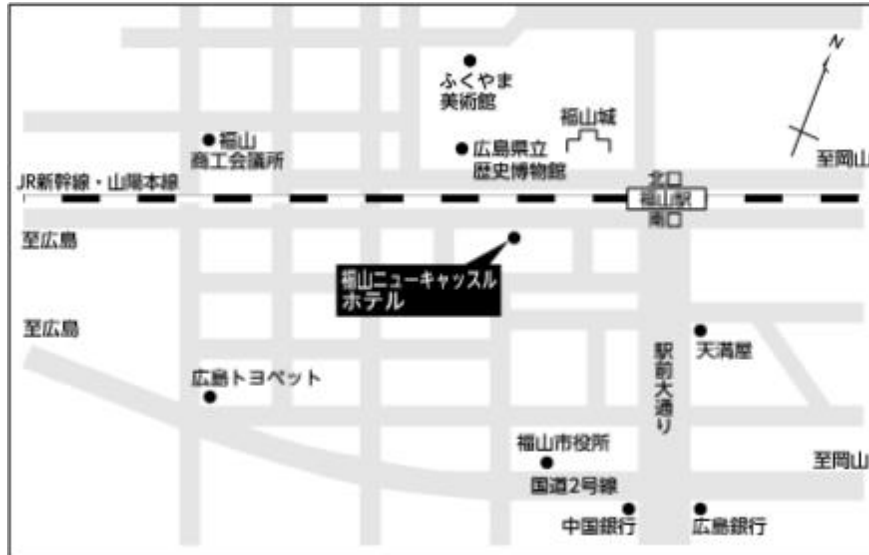 N
ふくやま
美術館
福山城
福山
商工会議所
広島県立
歴史博物館
至岡山
JR新幹線・山陽本線
北口
福山駅
南口
至広島
福山ニューキャッスル
ホテル
至広島
天満屋
駅前大通り
広島トヨペット
福山市役所
至岡山
国道2号線
中国銀行
広島銀行